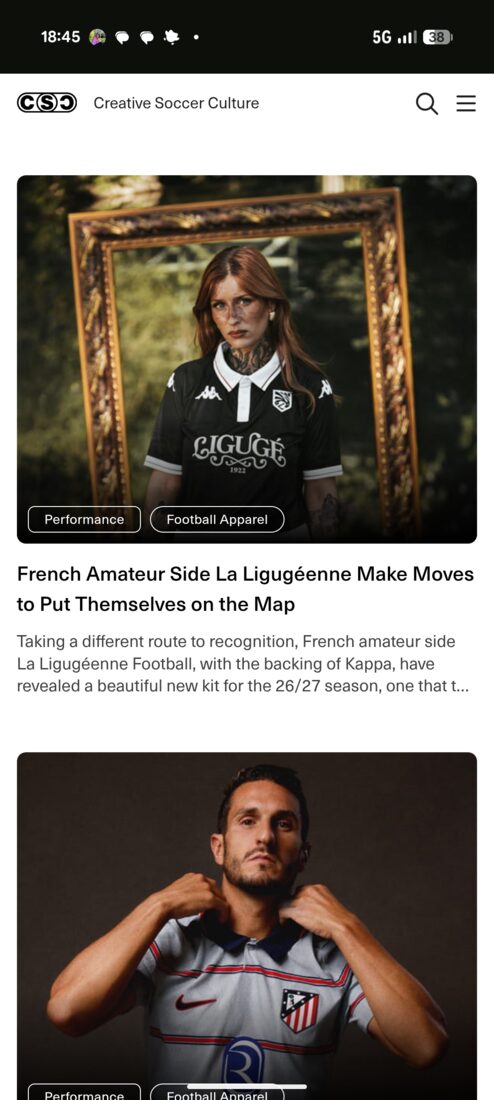 18:45
5G
38
CSC
Creative Soccer Culture
LIGUGÉ
1922
Performance
Football Apparel
French Amateur Side La Ligugéenne Make Moves
to Put Themselves on the Map
Taking a different route to recognition, French amateur side
La Ligugéenne Football, with the backing of Kappa, have
revealed a beautiful new kit for the 26/27 season, one that t...
Performance
Football Apparel